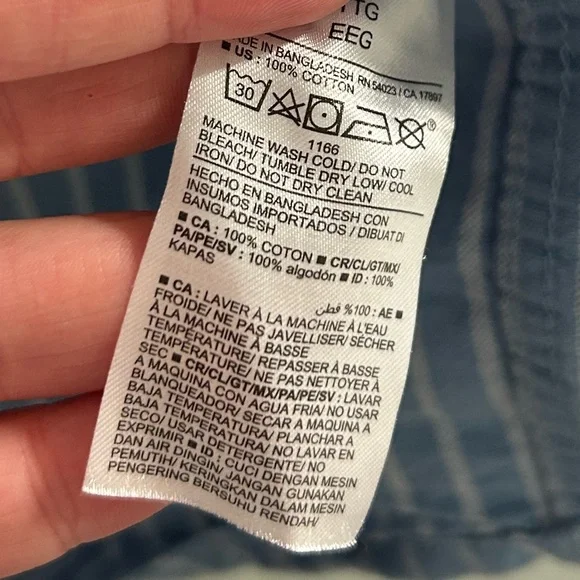 TG
EEG
MADE IN BANGLADESH RN 54023 / CA 17897
■ US : 100% COTTON
30
®
1166
MACHINE WASH COLD/ DO NOT
BLEACH/ TUMBLE DRY LOW/ COOL
IRON/ DO NOT DRY CLEAN
HECHO EN BANGLADESH CON
INSUMOS IMPORTADOS / DIBUAT DI
BANGLADESH
■ CA : 100% COTON ■ CR/CL/GT/MX/
PA/PE/SV : 100% algodón ■ ID : 100%
KAPAS
■ AE : 100% قطن
■ CA : LAVER À LA MACHINE À L'EAU
FROIDE/ NE PAS JAVELLISER/ SÉCHER
À LA MACHINE À BASSE
TEMPÉRATURE/ REPASSER À BASSE
TEMPÉRATURE/ NE PAS NETTOYER À
SEC ■ CR/CL/GT/MX/PA/PE/SV : LAVAR
A MAQUINA CON AGUA FRIA/ NO USAR
BLANQUEADOR/ SECAR A MAQUINA A
BAJA TEMPERATURA/ PLANCHAR A
BAJA TEMPERATURA/ NO LAVAR EN
SECO/ USAR DETERGENTE/ NO
EXPRIMIR ■ ID : CUCI DENGAN MESIN
DAN AIR DINGIN/ JANGAN GUNAKAN
PEMUTIH/ KERINGKAN DALAM MESIN
PENGERING BERSUHU RENDAH/